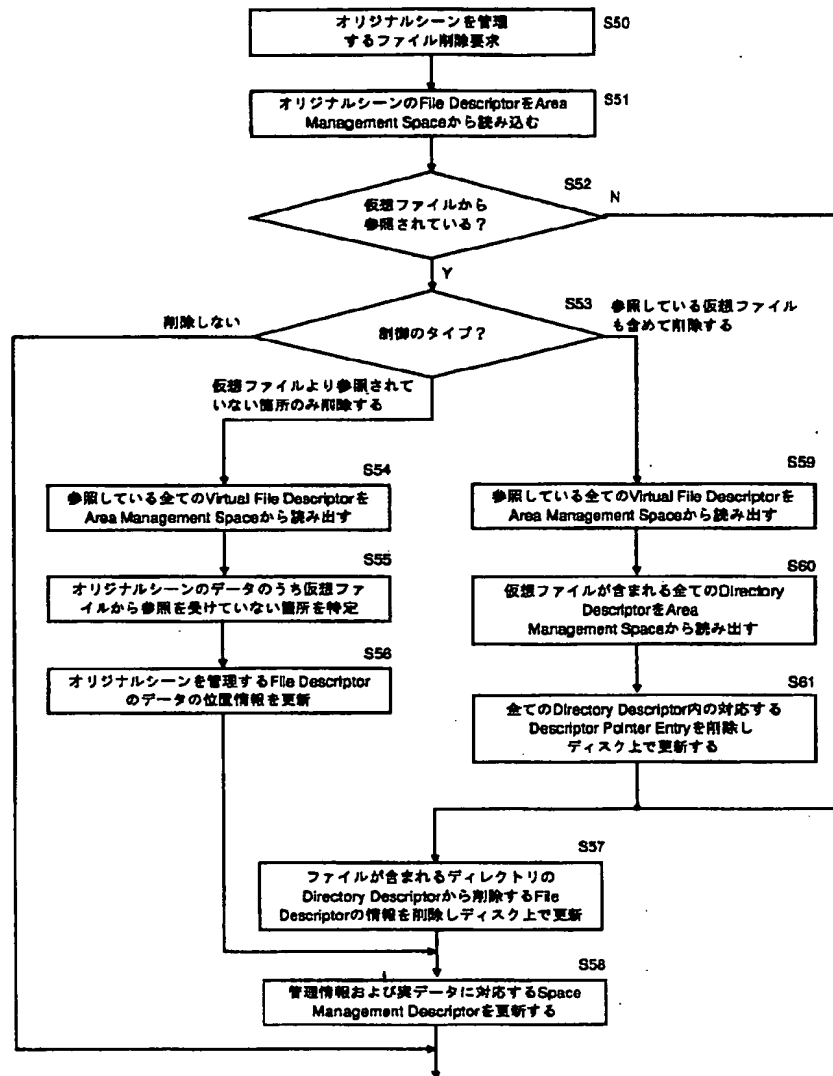 オリジナルシーンを管理
するファイル削除要求
S50
オリジナルシーンのFile DescriptorをArea
Management Spaceから読み込む
S51
S52
仮想ファイルから
参照されている？
N
Y
S53
制御のタイプ？
削除しない
参照している仮想ファイル
も含めて削除する
仮想ファイルより参照されて
いない箇所のみ削除する
S54
参照している全てのVirtual File Descriptorを
Area Management Spaceから読み出す
S55
オリジナルシーンのデータのうち仮想ファ
イルから参照を受けていない箇所を特定
S56
オリジナルシーンを管理するFile Descriptor
のデータの位置情報を更新
S59
参照している全てのVirtual File Descriptorを
Area Management Spaceから読み出す
S60
仮想ファイルが含まれる全てのDirectory
DescriptorをArea
Management Spaceから読み出す
S61
全てのDirectory Descriptor内の対応する
Descriptor Pointer Entryを削除し
ディスク上で更新する
S57
ファイルが含まれるディレクトリの
Directory Descriptorから削除するFile
Descriptorの情報を削除しディスク上で更新
S58
管理情報および実データに対応するSpace
Management Descriptorを更新する